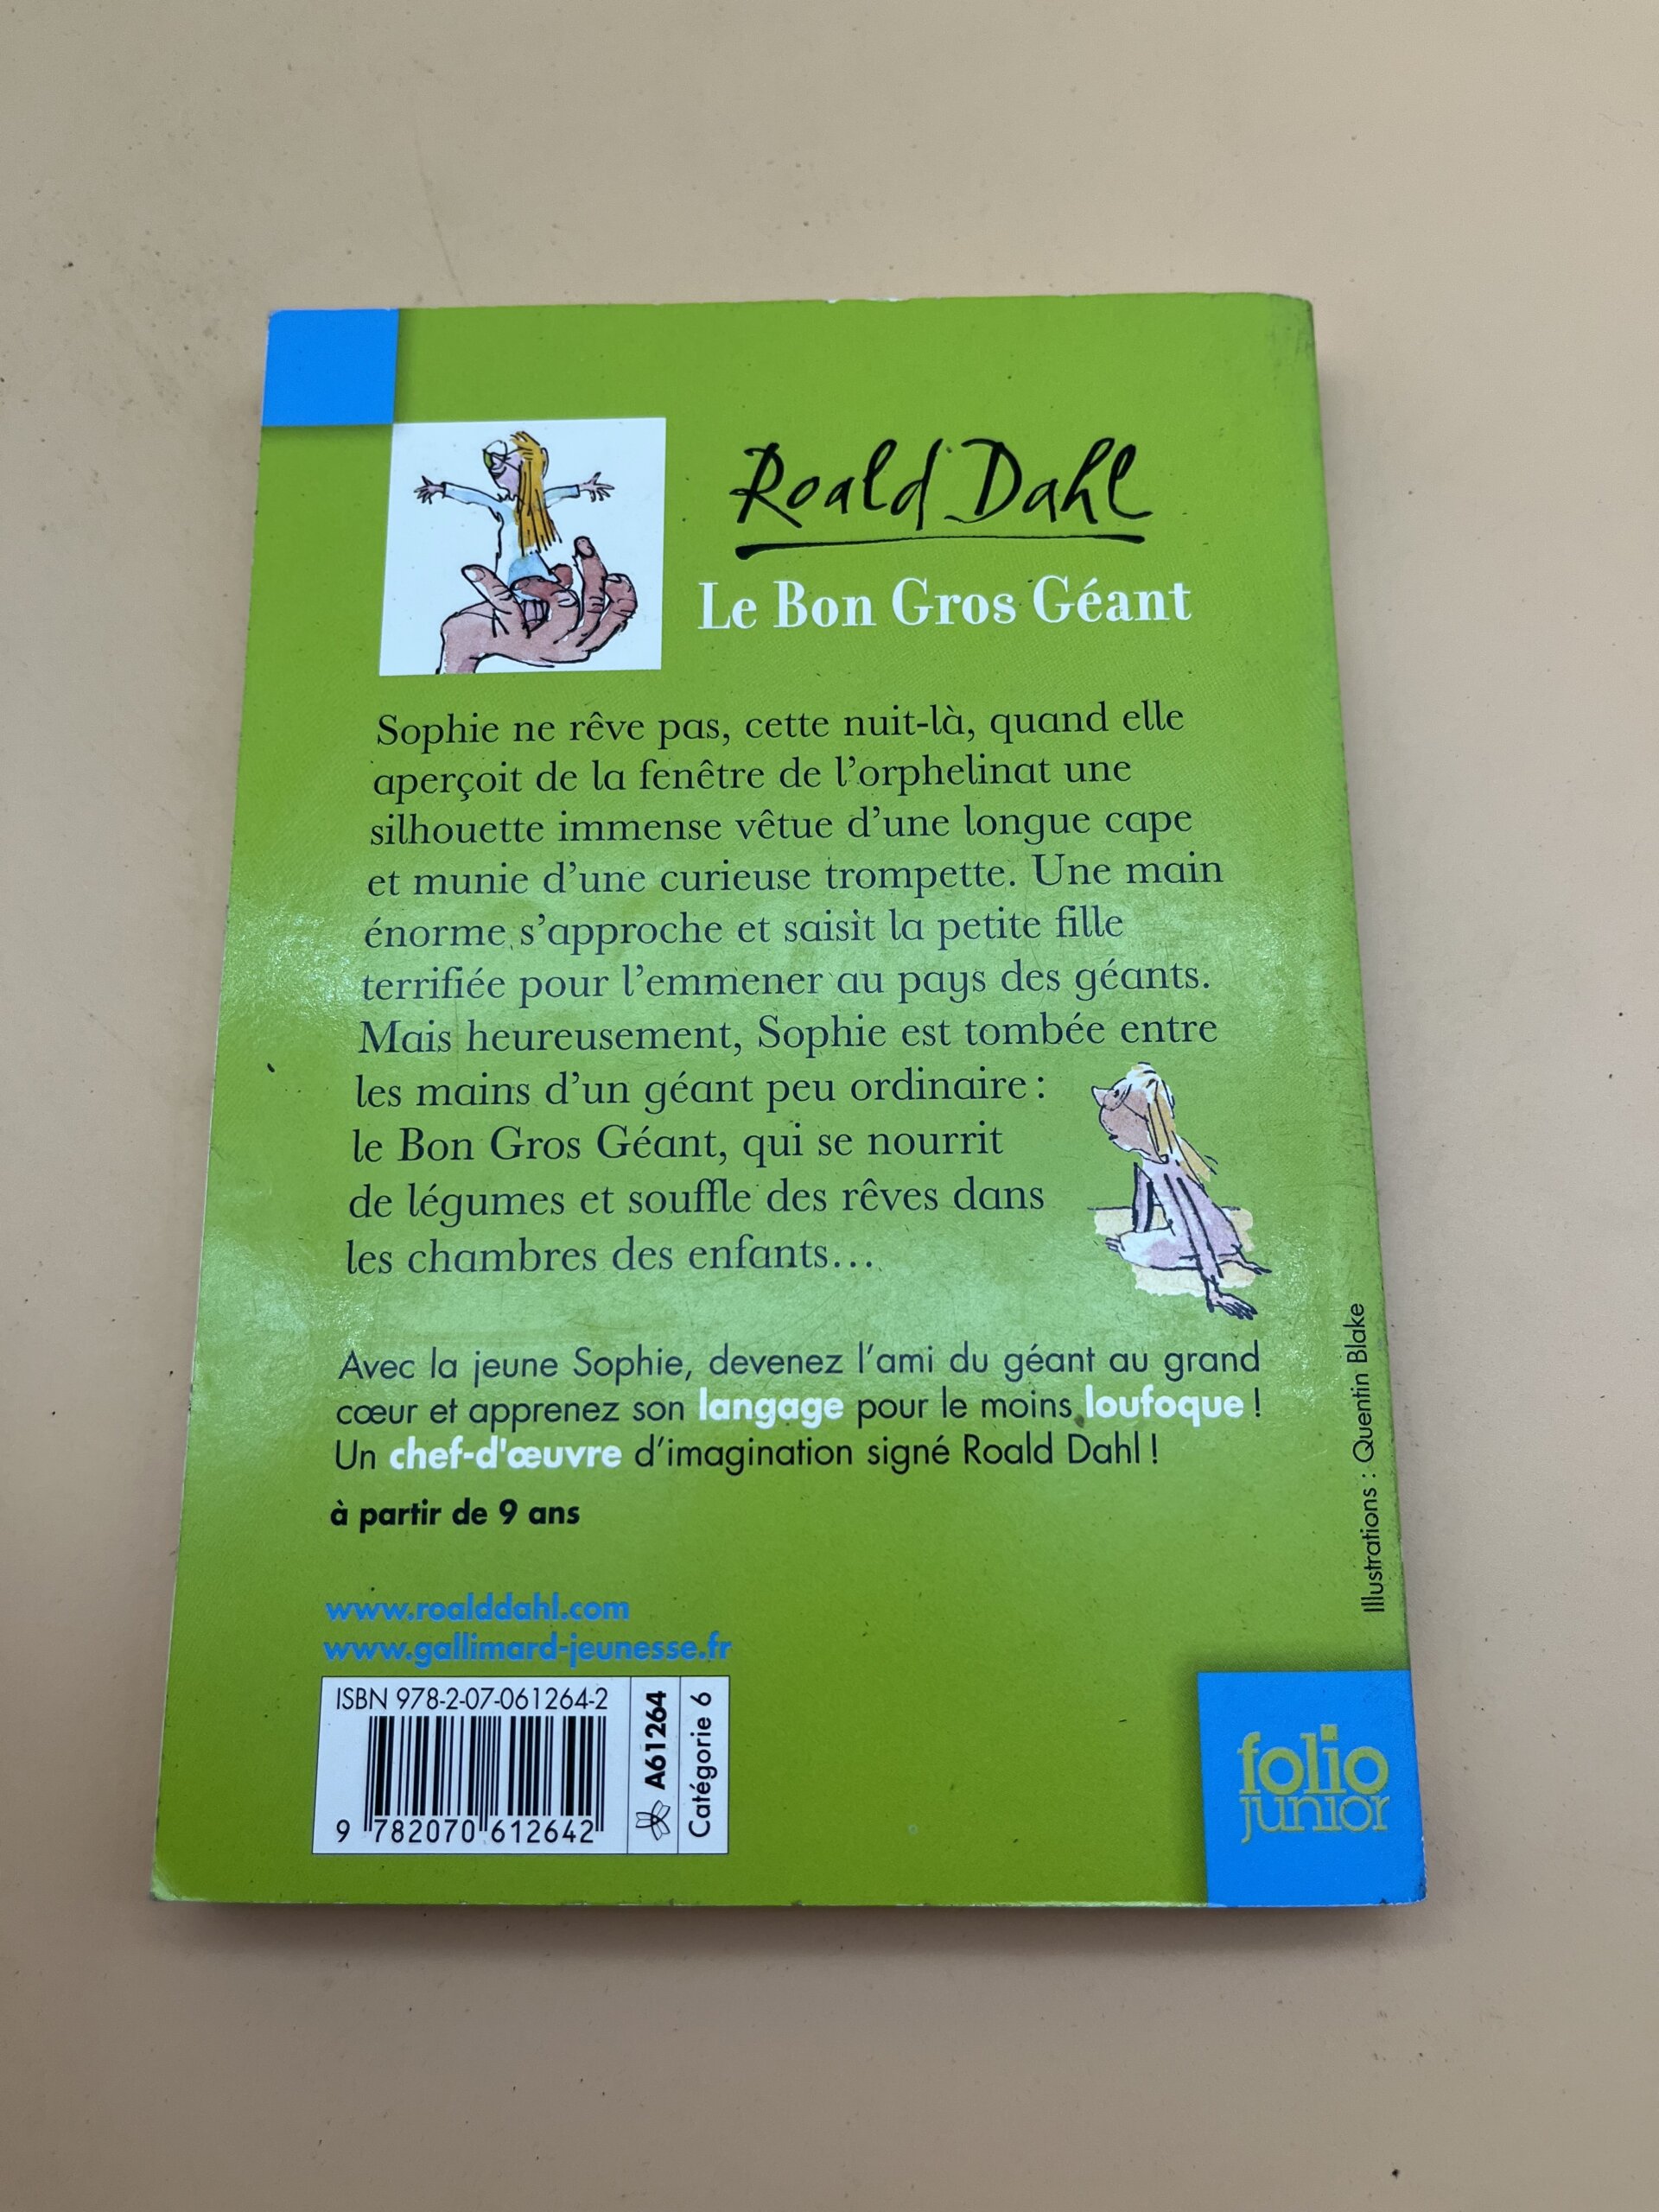 Roald Dahl
Le Bon Gros Géant
Sophie ne rêve pas, cette nuit-là, quand elle
aperçoit de la fenêtre de l'orphelinat une
silhouette immense vêtue d'une longue cape
et munie d'une curieuse trompette. Une main
énorme s'approche et saisit la petite fille
terrifiée pour l'emmener au pays des géants.
Mais heureusement, Sophie est tombée entre
les mains d'un géant peu ordinaire :
le Bon Gros Géant, qui se nourrit
de légumes et souffle des rêves dans
les chambres des enfants...
Avec la jeune Sophie, devenez l'ami du géant au grand
cœur et apprenez son langage pour le moins loufoque !
Un chef-d'œuvre d'imagination signé Roald Dahl !
à partir de 9 ans
Illustrations : Quentin Blake
www.roalddahl.com
www.gallimard-jeunesse.fr
ISBN 978-2-07-061264-2
9 782070 612642
A61264
Catégorie 6
folio
junior